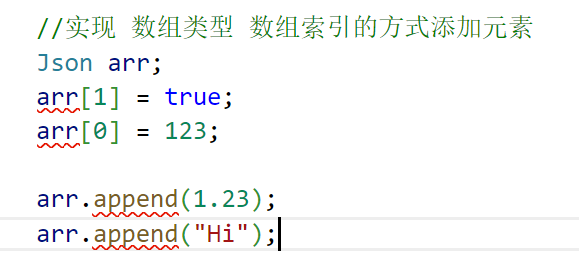 //实现 数组类型 数组索引的方式添加元素
Json arr;
arr[1] = true;
arr[0] = 123;
arr.append(1.23);
arr.append("Hi");